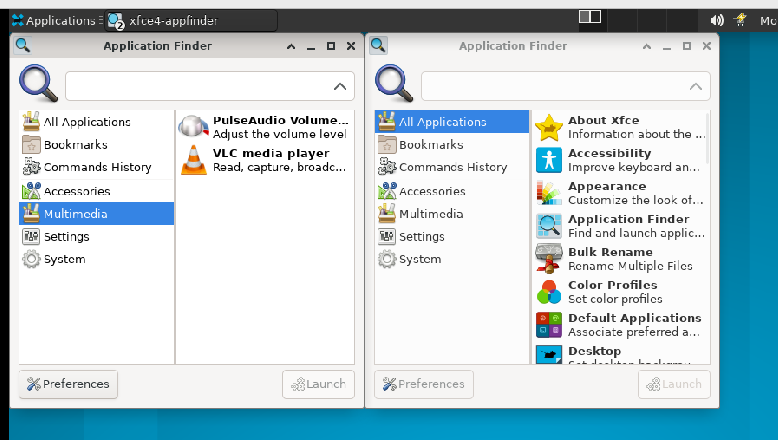 Applications
xfce4-appfinder
2
Mo
Application Finder
All Applications
Bookmarks
Commands History
Accessories
Multimedia
Settings
System
PulseAudio Volume...
Adjust the volume level
VLC media player
Read, capture, broadc...
Preferences
Launch
Application Finder
All Applications
Bookmarks
Commands History
Accessories
Multimedia
Settings
System
About Xfce
Information about the ...
Accessibility
Improve keyboard an...
Appearance
Customize the look of...
Application Finder
Find and launch applic...
Bulk Rename
Rename Multiple Files
Color Profiles
Set color profiles
Default Applications
Associate preferred a...
Desktop
Preferences
Launch